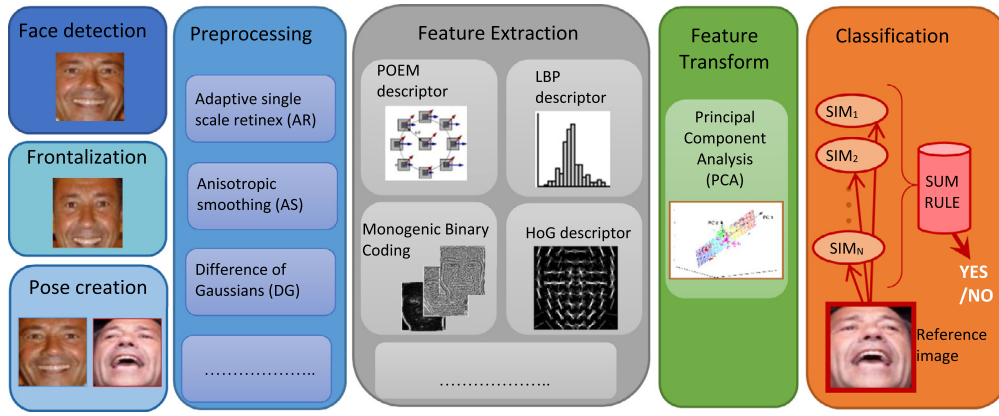 Face detection
Frontalization
Pose creation
Preprocessing
Adaptive single
scale retinex (AR)
Anisotropic
smoothing (AS)
Difference of
Gaussians (DG)
………………..
Feature Extraction
POEM
descriptor
LBP
descriptor
Monogenic Binary
Coding
HoG descriptor
………………..
Feature
Transform
Principal
Component
Analysis
(PCA)
Classification
SIM₁
SIM₂
SIMN
SUM
RULE
YES
/NO
Reference
image